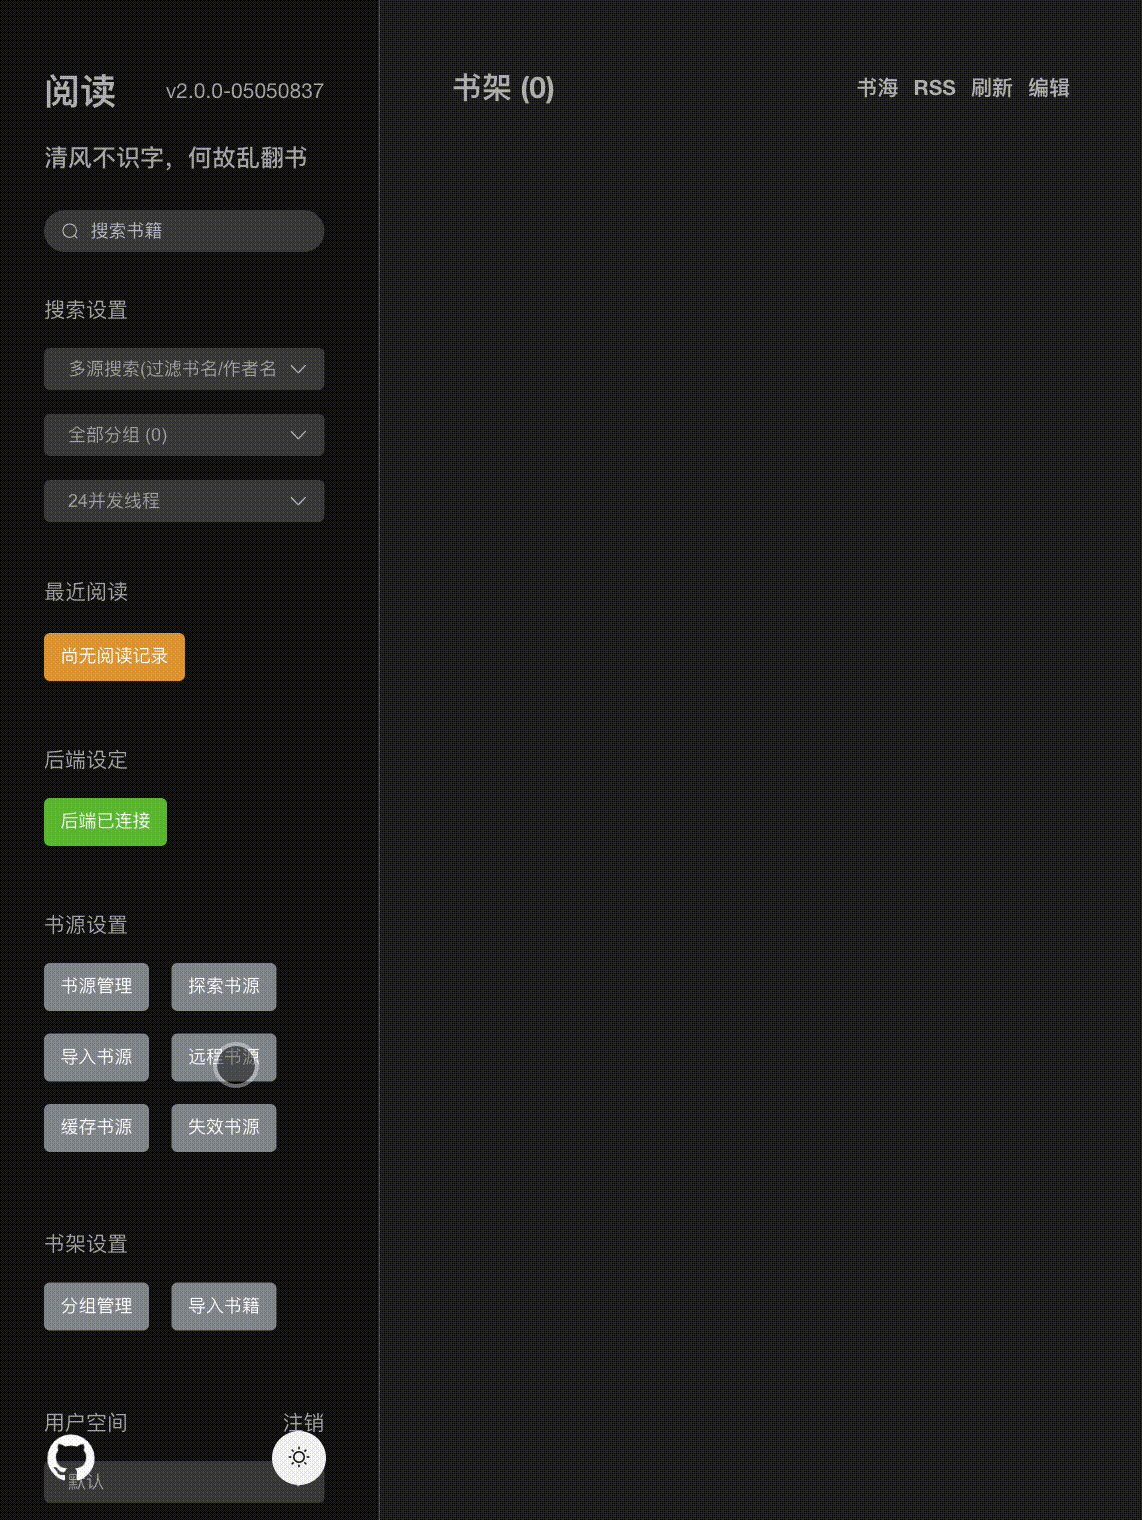 阅读 v2.0.0-05050837
清风不识字，何故乱翻书
搜索书籍
搜索设置
多源搜索(过滤书名/作者名
全部分组 (0)
24并发线程
最近阅读
尚无阅读记录
后端设定
后端已连接
书源设置
书源管理 探索书源
导入书源 远程书源
缓存书源 失效书源
书架设置
分组管理 导入书籍
用户空间 注销
默认
书架 (0) 书海 RSS 刷新 编辑